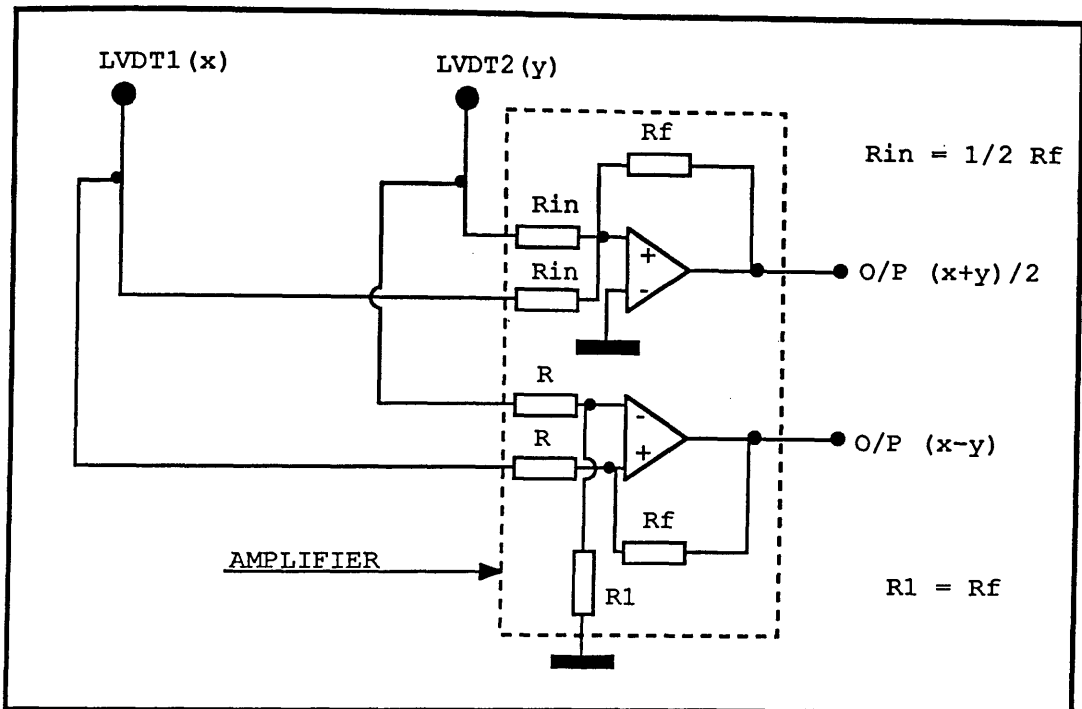 LVDT1(x)
LVDT2(y)
Rf
Rin = 1/2 Rf
Rin
+
Rin
-
O/P (x+y)/2
R
-
R
+
O/P (x-y)
Rf
AMPLIFIER
R1
R1 = Rf